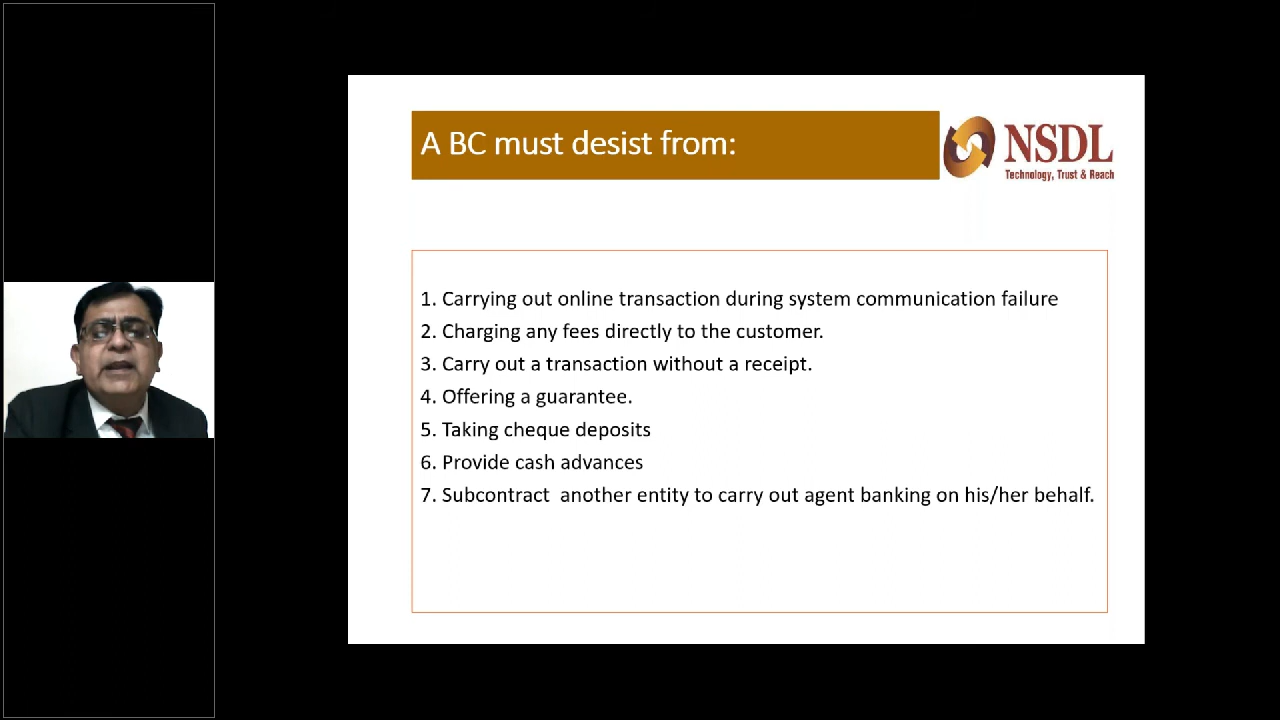 A BC must desist from:
NSDL
Technology, Trust & Reach
1. Carrying out online transaction during system communication failure
2. Charging any fees directly to the customer.
3. Carry out a transaction without a receipt.
4. Offering a guarantee.
5. Taking cheque deposits
6. Provide cash advances
7. Subcontract  another entity to carry out agent banking on his/her behalf.